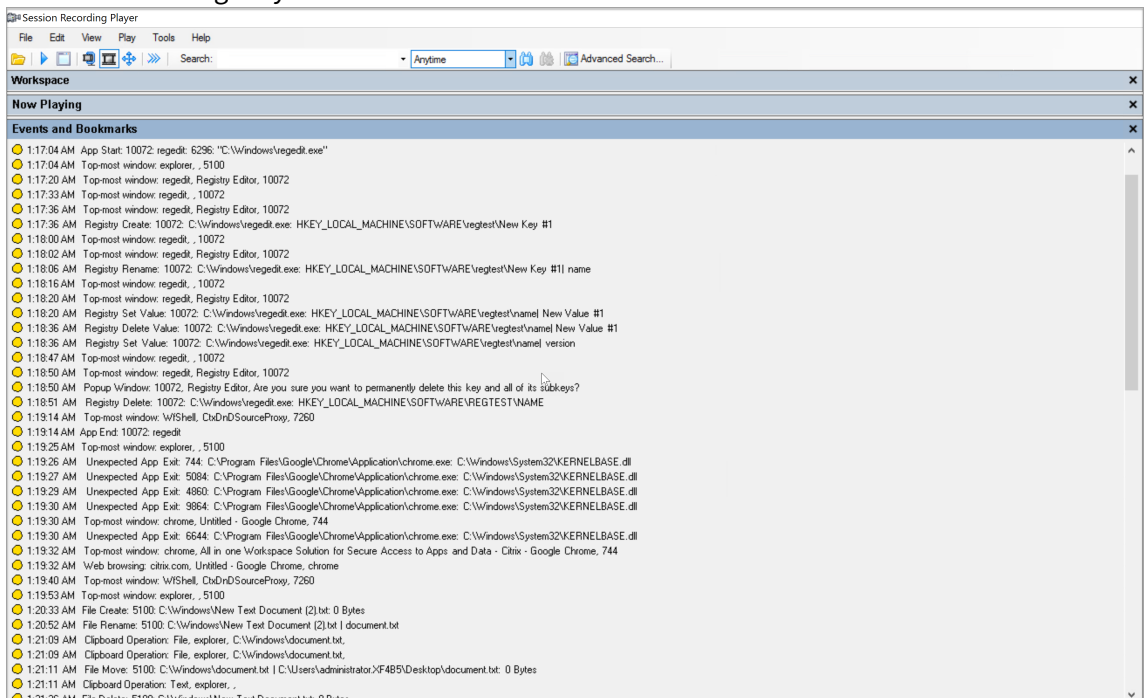 Session Recording Player
File Edit View Play Tools Help
Search: Anytime Advanced Search...
Workspace
Now Playing
Events and Bookmarks
1:17:04 AM App Start: 10072: regedit: 6296: "C:\Windows\regedit.exe"
1:17:04 AM Top-most window: explorer, , 5100
1:17:20 AM Top-most window: regedit, Registry Editor, 10072
1:17:33 AM Top-most window: regedit, , 10072
1:17:36 AM Top-most window: regedit, Registry Editor, 10072
1:17:36 AM Registry Create: 10072: C:\Windows\regedit.exe: HKEY_LOCAL_MACHINE\SOFTWARE\regtest\New Key #1
1:18:00 AM Top-most window: regedit, , 10072
1:18:02 AM Top-most window: regedit, Registry Editor, 10072
1:18:06 AM Registry Rename: 10072: C:\Windows\regedit.exe: HKEY_LOCAL_MACHINE\SOFTWARE\regtest\New Key #1| name
1:18:16 AM Top-most window: regedit, , 10072
1:18:20 AM Top-most window: regedit, Registry Editor, 10072
1:18:20 AM Registry Set Value: 10072: C:\Windows\regedit.exe: HKEY_LOCAL_MACHINE\SOFTWARE\regtest\name| New Value #1
1:18:36 AM Registry Delete Value: 10072: C:\Windows\regedit.exe: HKEY_LOCAL_MACHINE\SOFTWARE\regtest\name| New Value #1
1:18:36 AM Registry Set Value: 10072: C:\Windows\regedit.exe: HKEY_LOCAL_MACHINE\SOFTWARE\regtest\name| version
1:18:47 AM Top-most window: regedit, , 10072
1:18:50 AM Top-most window: regedit, Registry Editor, 10072
1:18:50 AM Popup Window: 10072, Registry Editor, Are you sure you want to permanently delete this key and all of its subkeys?
1:18:51 AM Registry Delete: 10072: C:\Windows\regedit.exe: HKEY_LOCAL_MACHINE\SOFTWARE\REGTEST\NAME
1:19:14 AM Top-most window: WfShell, CtxDnDSourceProxy, 7260
1:19:14 AM App End: 10072: regedit
1:19:25 AM Top-most window: explorer, , 5100
1:19:26 AM Unexpected App Exit: 744: C:\Program Files\Google\Chrome\Application\chrome.exe: C:\Windows\System32\KERNELBASE.dll
1:19:27 AM Unexpected App Exit: 5084: C:\Program Files\Google\Chrome\Application\chrome.exe: C:\Windows\System32\KERNELBASE.dll
1:19:29 AM Unexpected App Exit: 4860: C:\Program Files\Google\Chrome\Application\chrome.exe: C:\Windows\System32\KERNELBASE.dll
1:19:30 AM Unexpected App Exit: 9864: C:\Program Files\Google\Chrome\Application\chrome.exe: C:\Windows\System32\KERNELBASE.dll
1:19:30 AM Top-most window: chrome, Untitled - Google Chrome, 744
1:19:30 AM Unexpected App Exit: 6644: C:\Program Files\Google\Chrome\Application\chrome.exe: C:\Windows\System32\KERNELBASE.dll
1:19:32 AM Top-most window: chrome, All in one Workspace Solution for Secure Access to Apps and Data - Citrix - Google Chrome, 744
1:19:32 AM Web browsing: citrix.com, Untitled - Google Chrome, chrome
1:19:40 AM Top-most window: WfShell, CtxDnDSourceProxy, 7260
1:19:53 AM Top-most window: explorer, , 5100
1:20:33 AM File Create: 5100: C:\Windows\New Text Document (2).txt: 0 Bytes
1:20:52 AM File Rename: 5100: C:\Windows\New Text Document (2).txt | document.txt
1:21:09 AM Clipboard Operation: File, explorer, C:\Windows\document.txt,
1:21:09 AM Clipboard Operation: File, explorer, C:\Windows\document.txt,
1:21:11 AM File Move: 5100: C:\Windows\document.txt | C:\Users\administrator.XF4B5\Desktop\document.txt: 0 Bytes
1:21:11 AM Clipboard Operation: Text, explorer, ,